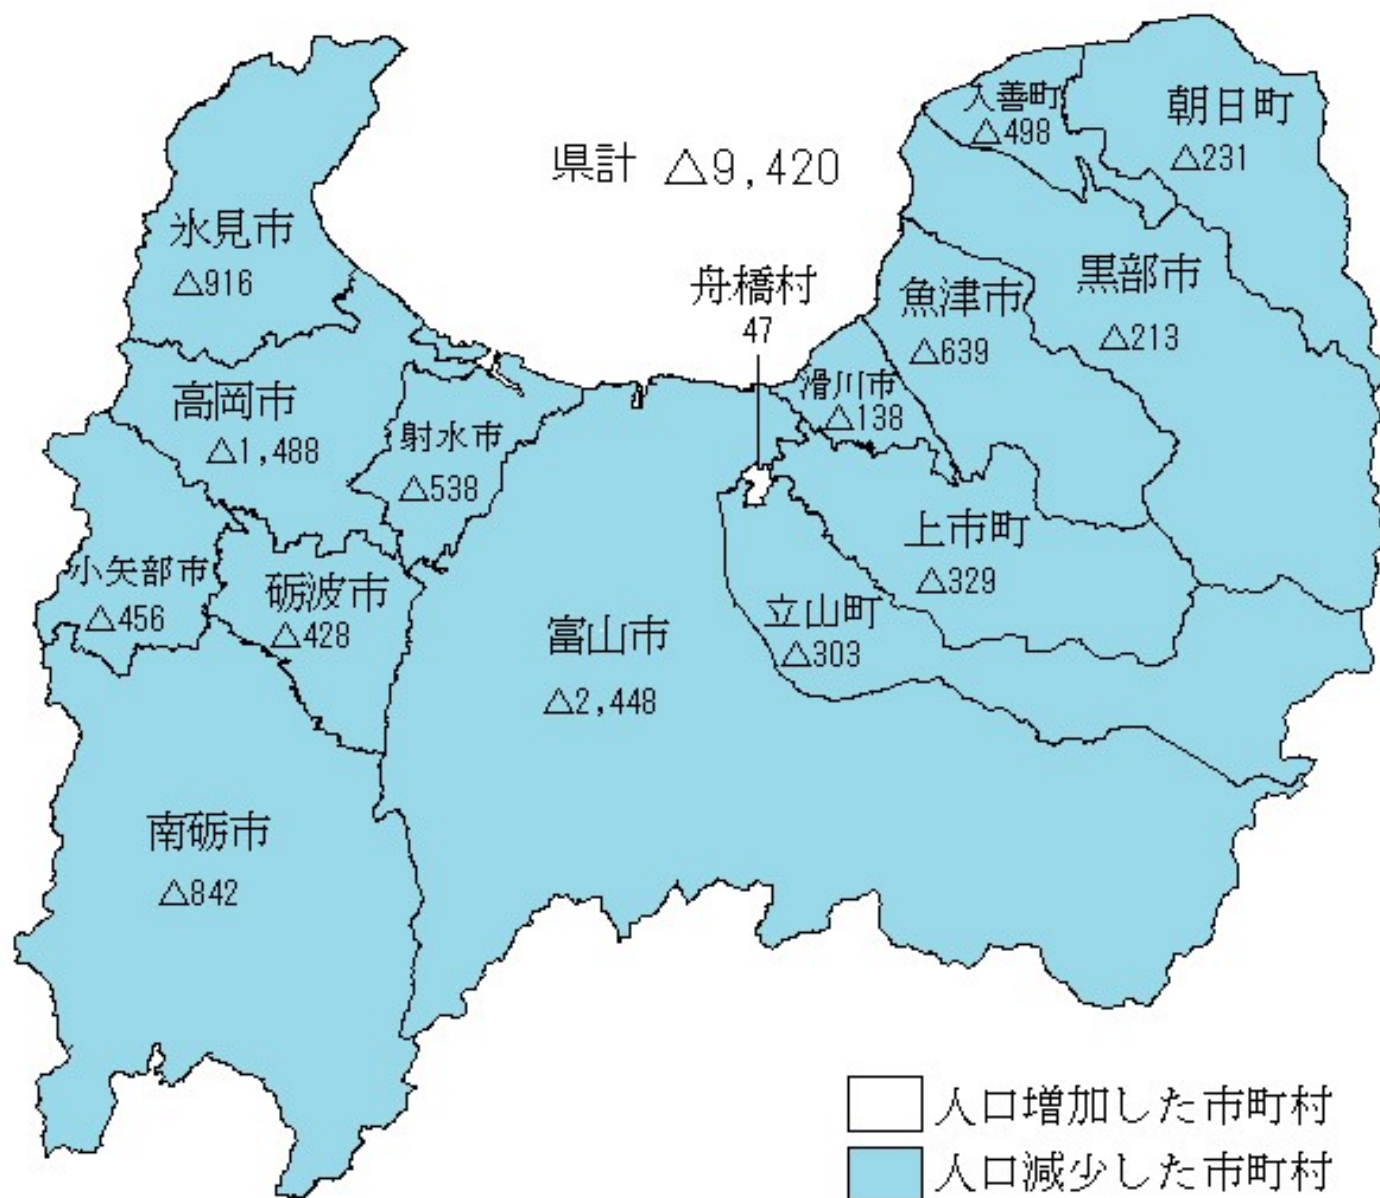 県計 △9,420
入善町
△498
朝日町
△231
氷見市
△916
舟橋村
47
魚津市
△639
黒部市
△213
高岡市
△1,488
射水市
△538
滑川市
△138
上市町
△329
小矢部市
△456
砺波市
△428
富山市
△2,448
立山町
△303
南砺市
△842
人口増加した市町村
人口減少した市町村